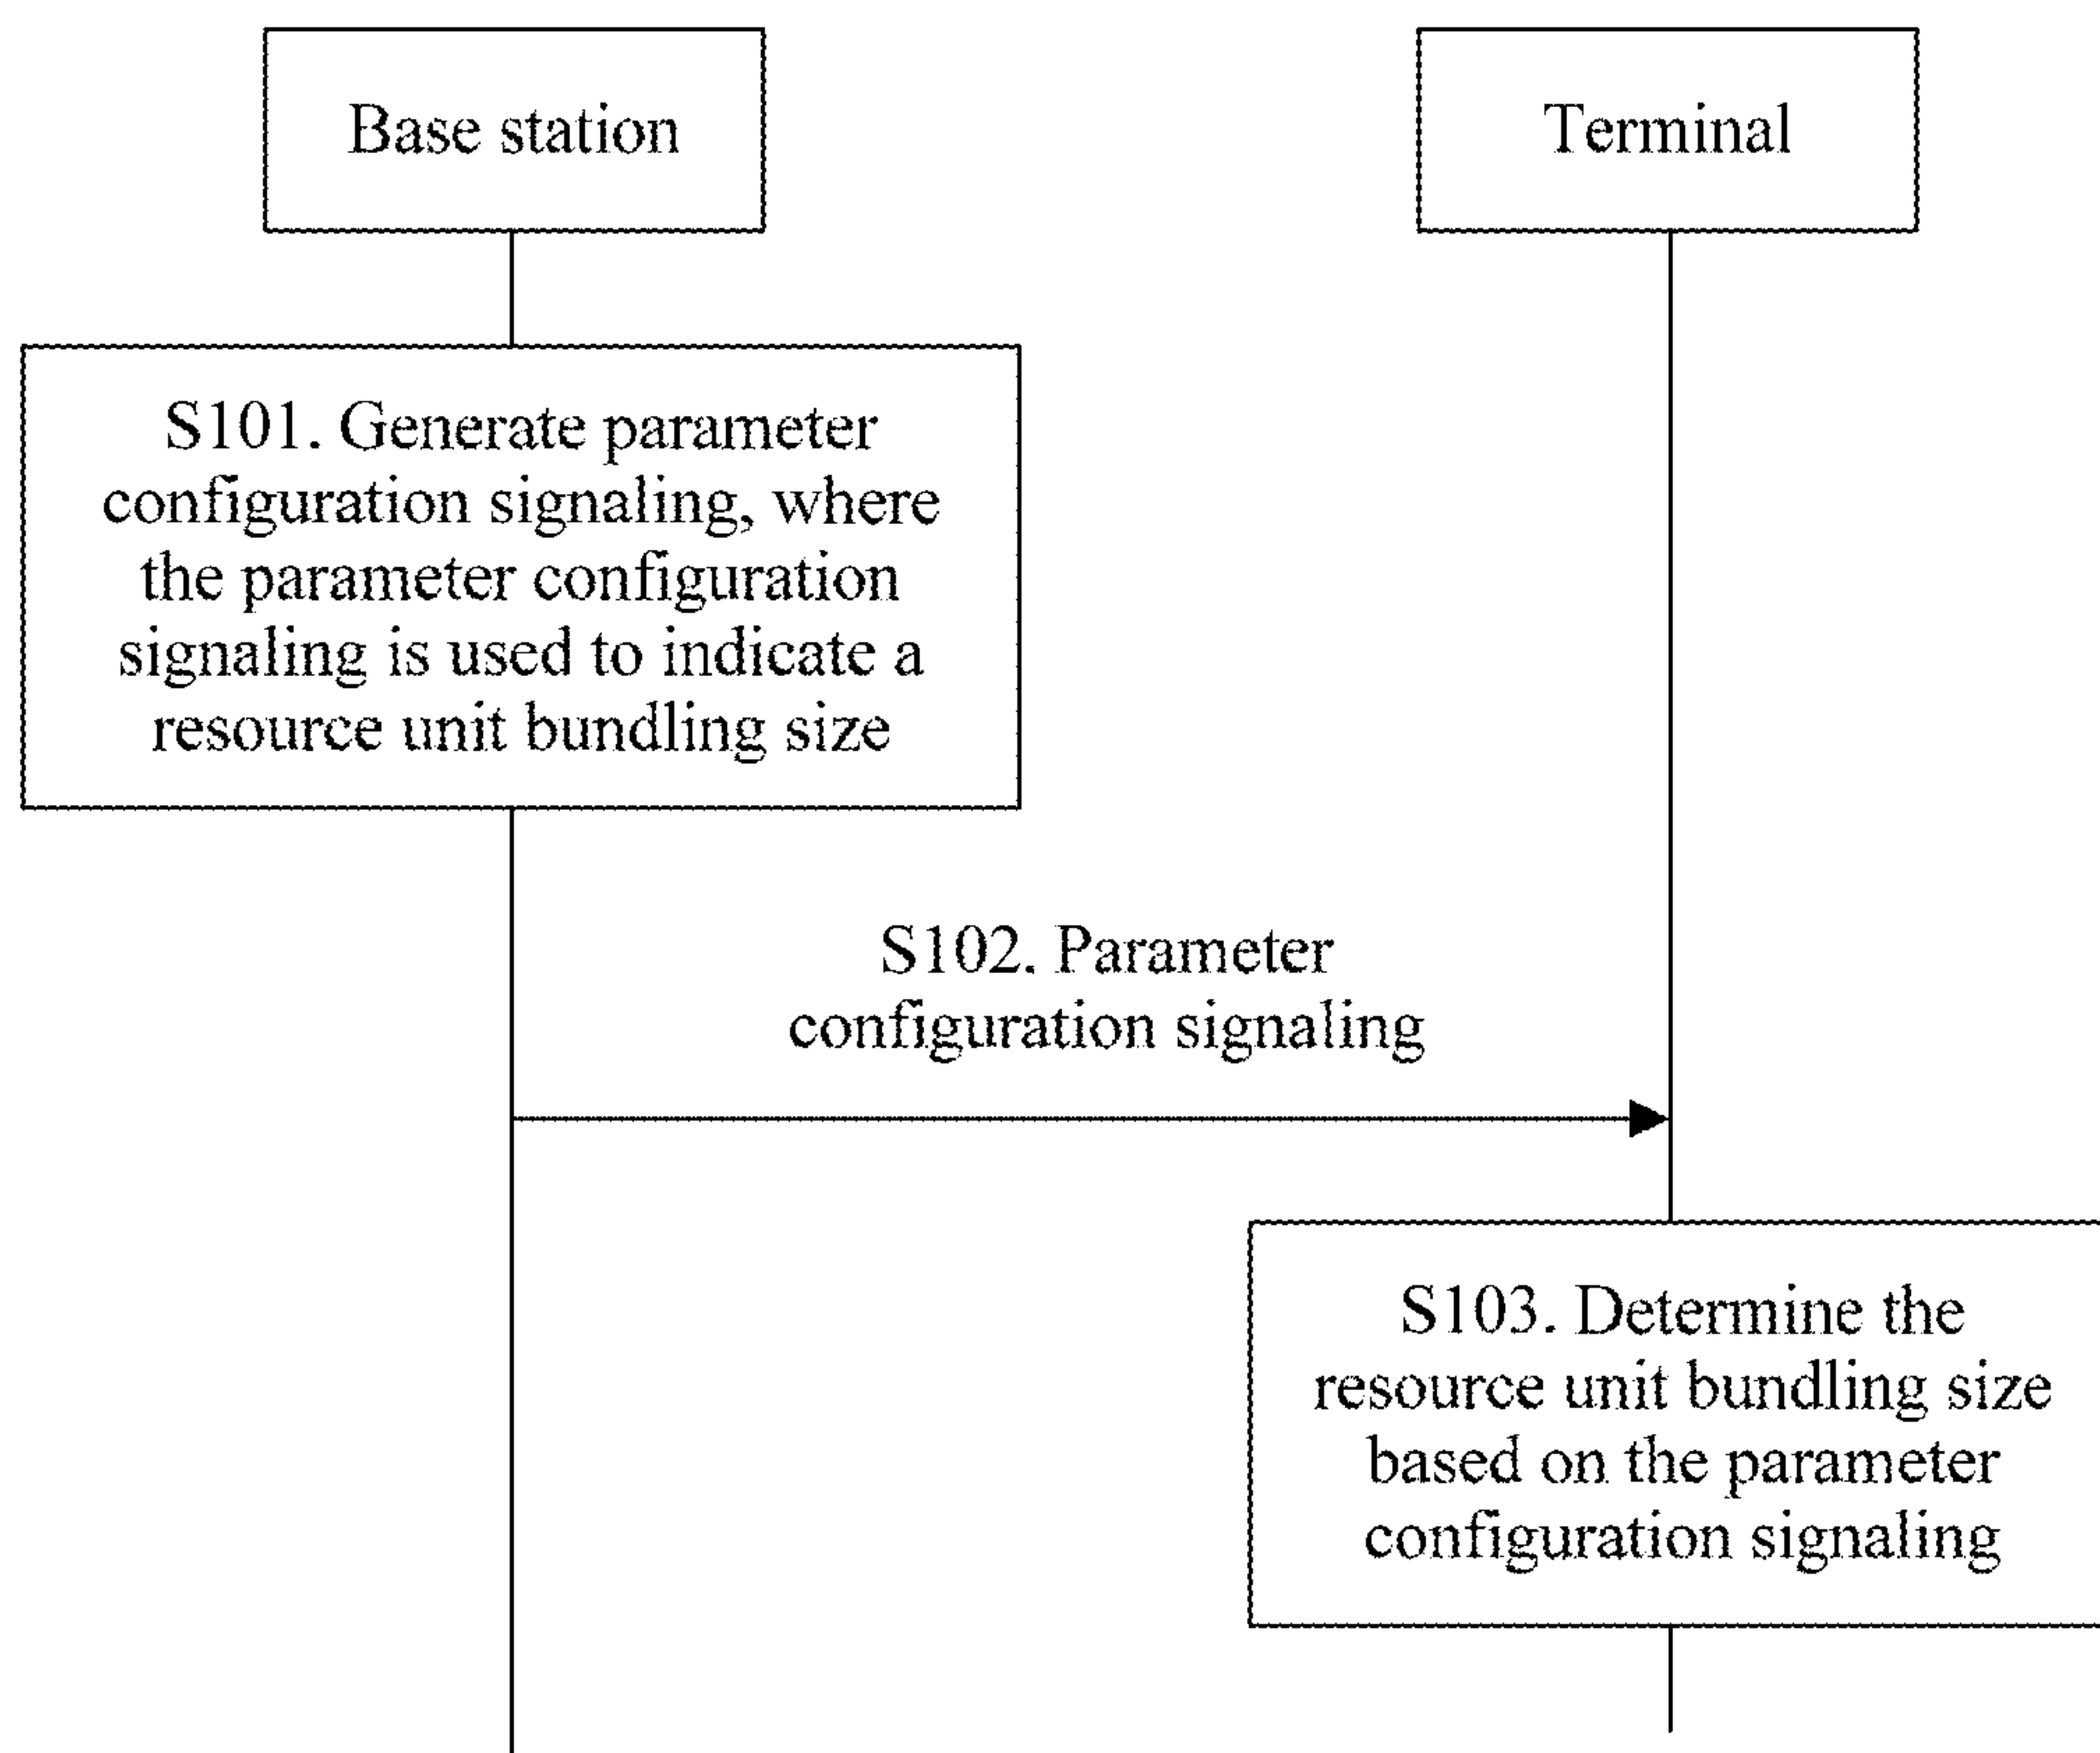 Base station
Terminal
S101. Generate parameter
configuration signaling, where
the parameter configuration
signaling is used to indicate a
resource unit bundling size
S102. Parameter
configuration signaling
S103. Determine the
resource unit bundling size
based on the parameter
configuration signaling